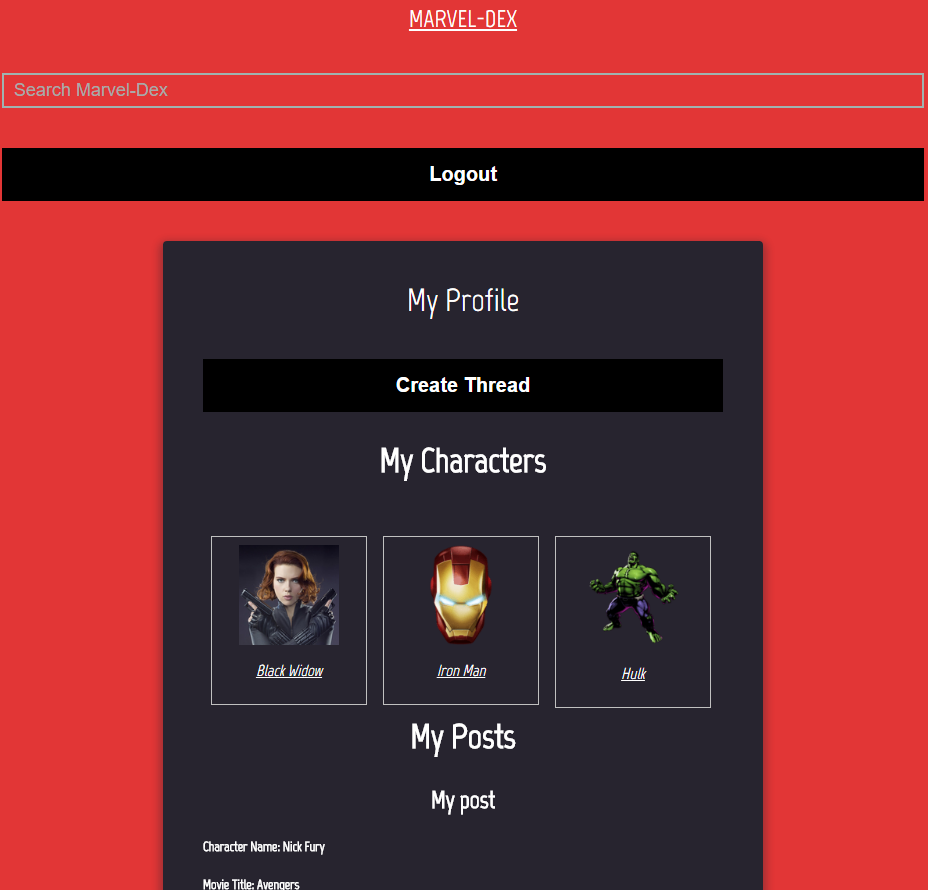 MARVEL-DEX
Search Marvel-Dex
Logout
My Profile
Create Thread
My Characters
Black Widow
Iron Man
Hulk
My Posts
My post
Character Name: Nick Fury
Movie Title: Avengers